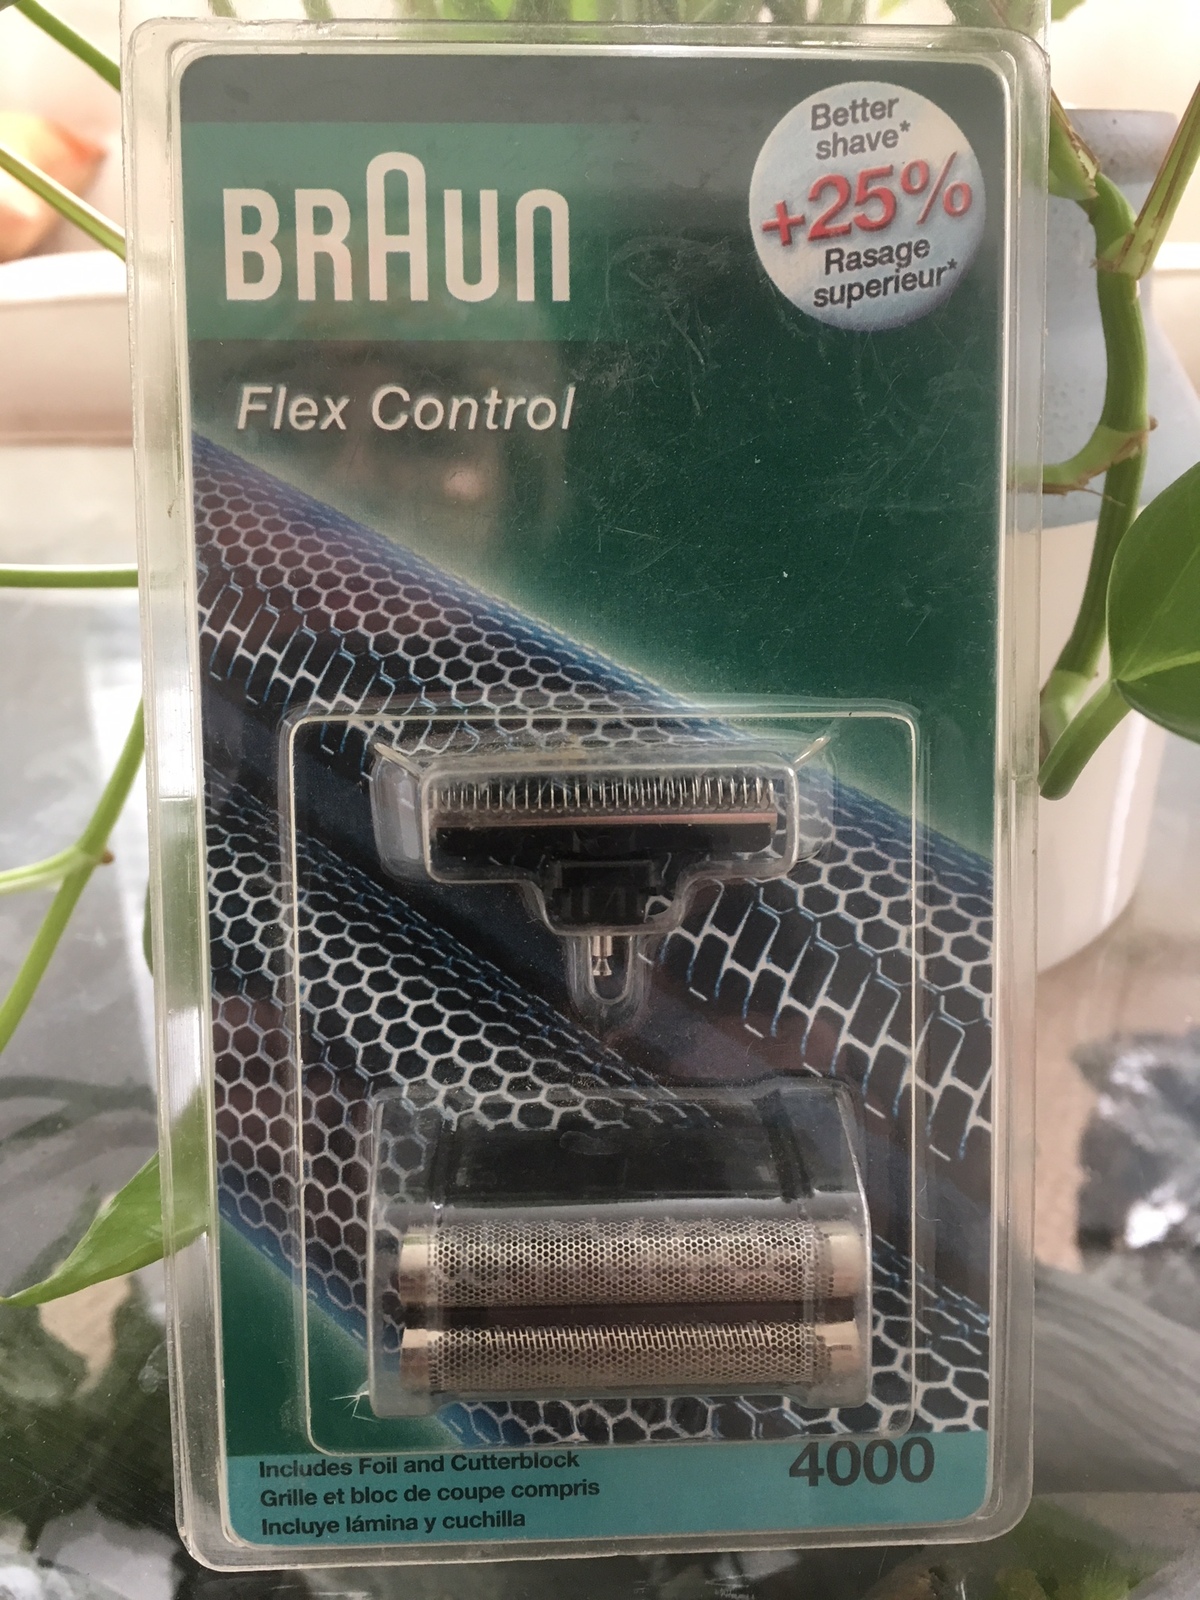 BRAUN
Better
shave*
+25%
Rasage
superieur*
Flex Control
Includes Foil and Cutterblock
Grille et bloc de coupe compris
Incluye lámina y cuchilla
4000